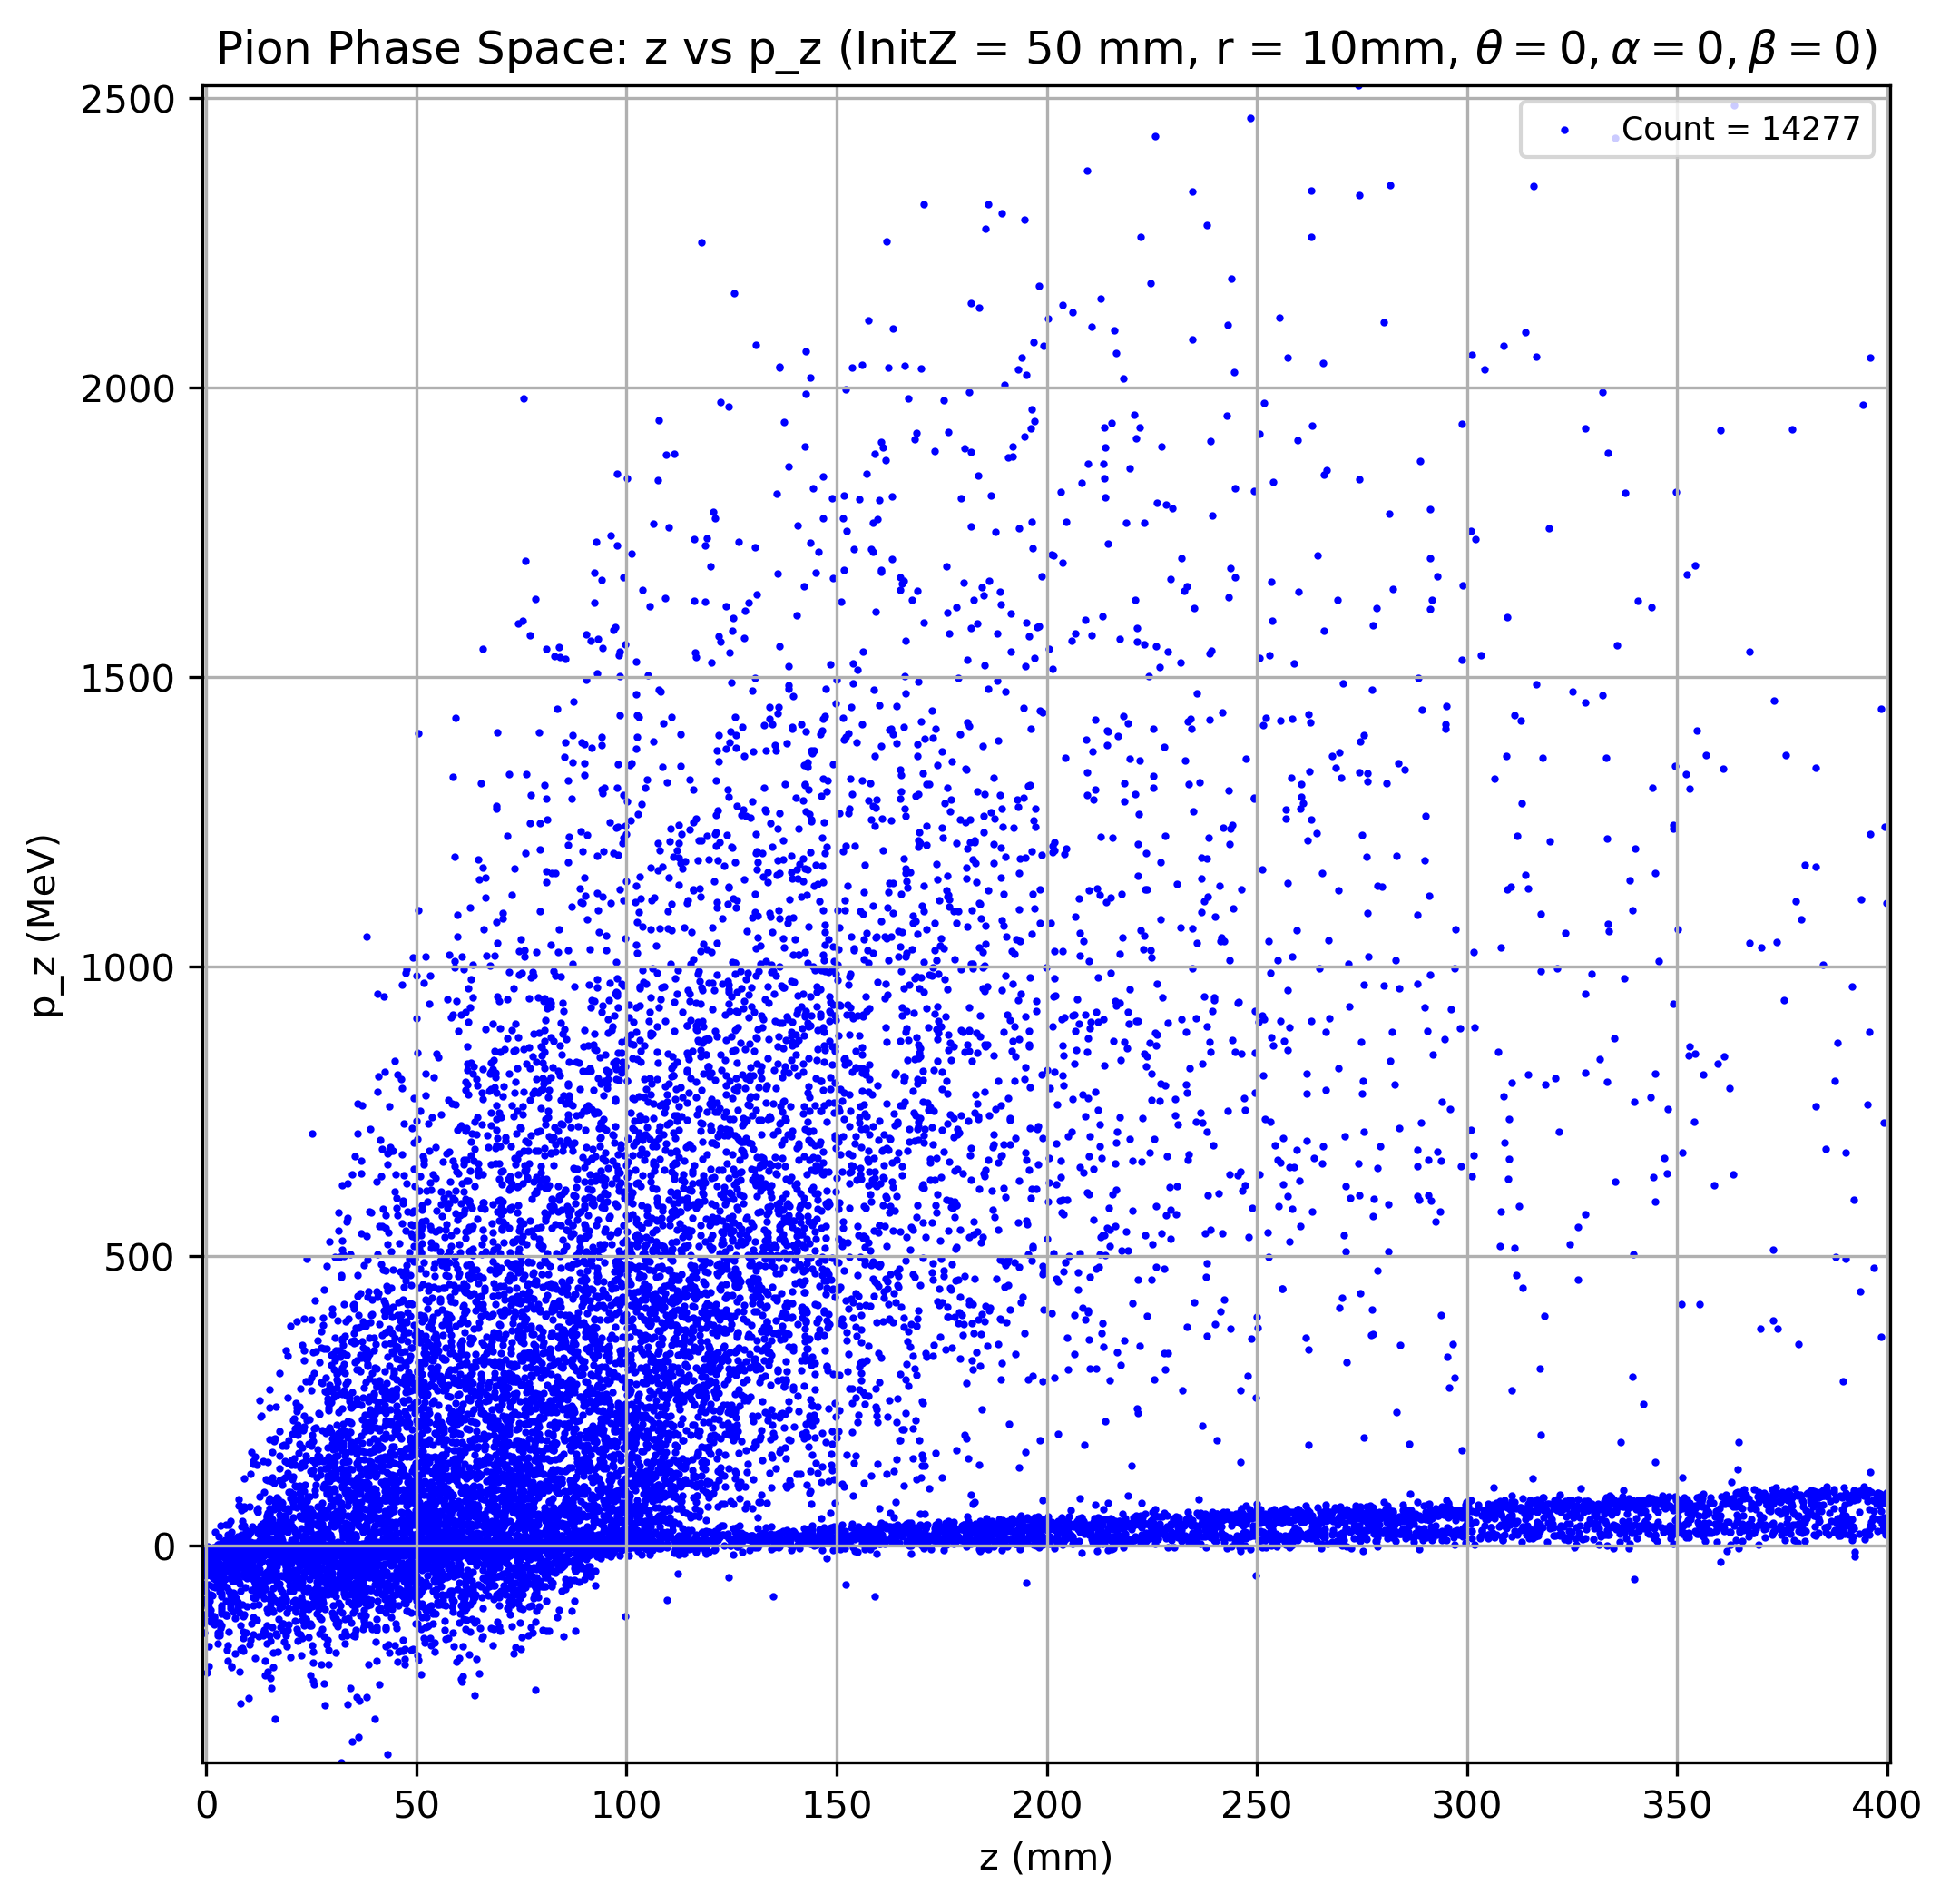 Pion Phase Space: z vs p_z (InitZ = 50 mm, r = 10mm, θ = 0, α = 0, β = 0)
Count = 14277
p_z (MeV)
2500
2000
1500
1000
500
0
0 50 100 150 200 250 300 350 400
z (mm)